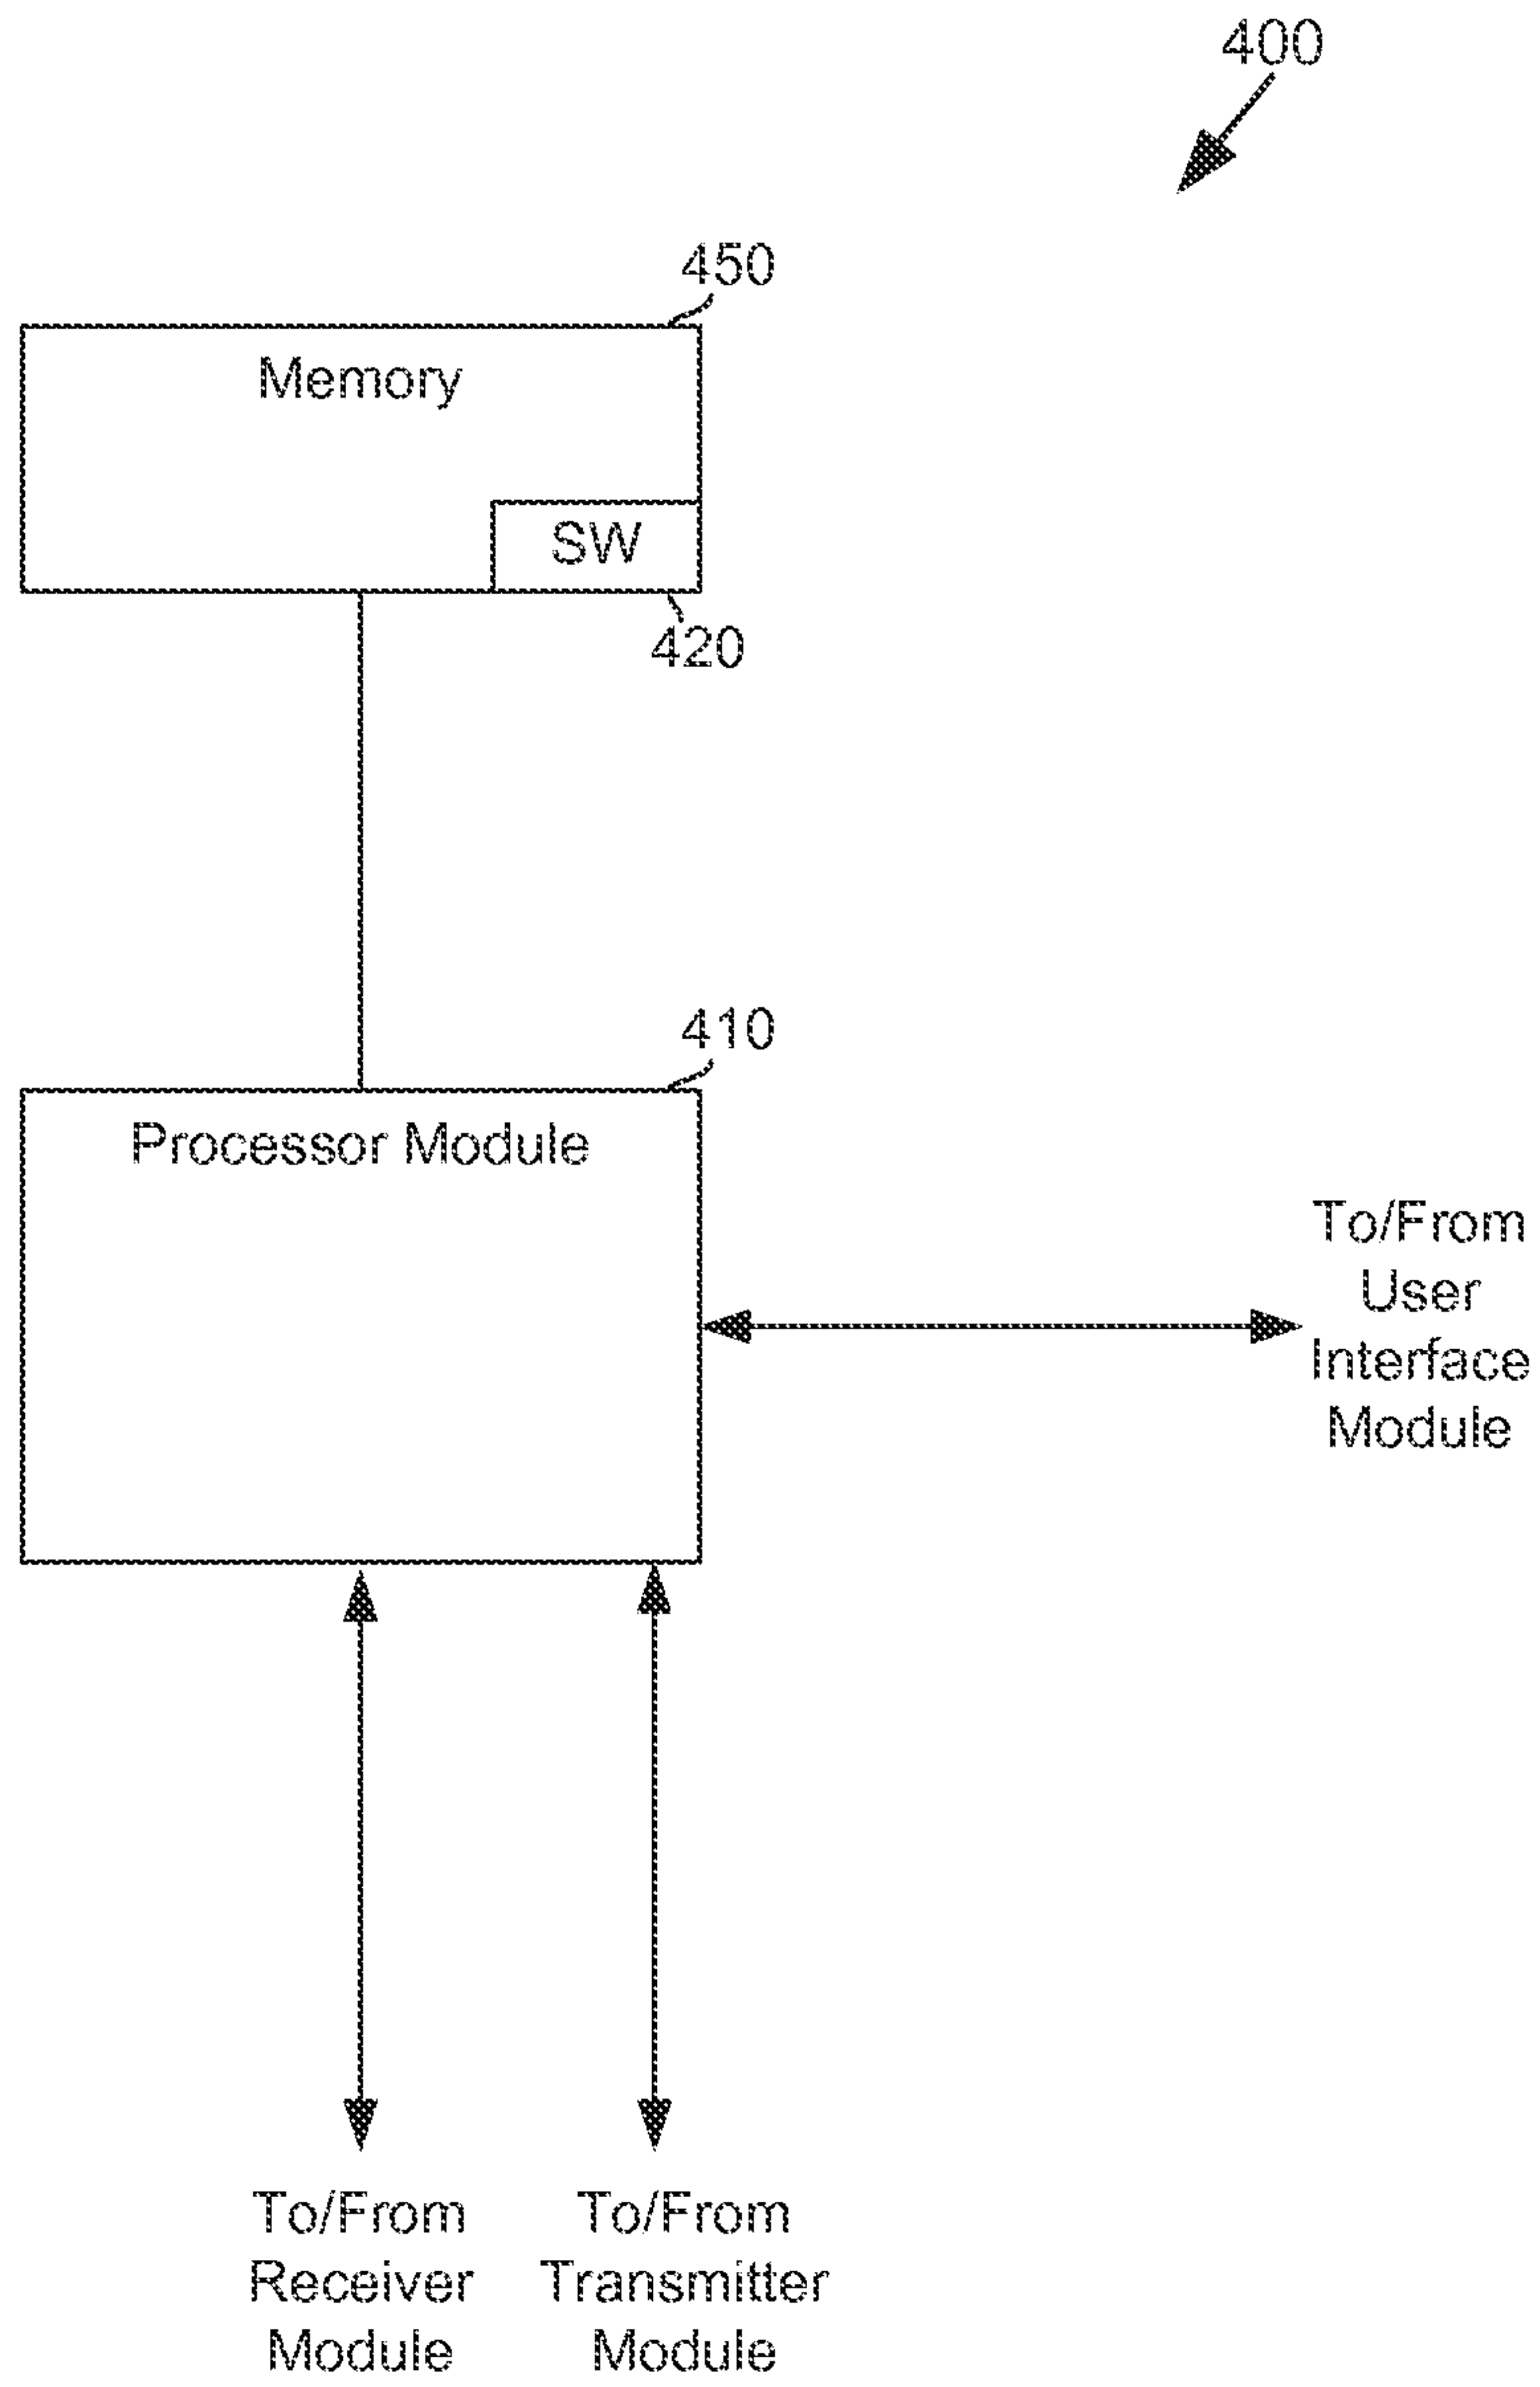 400
450
Memory
SW
420
410
Processor Module
To/From
User
Interface
Module
To/From
Receiver
Module
To/From
Transmitter
Module